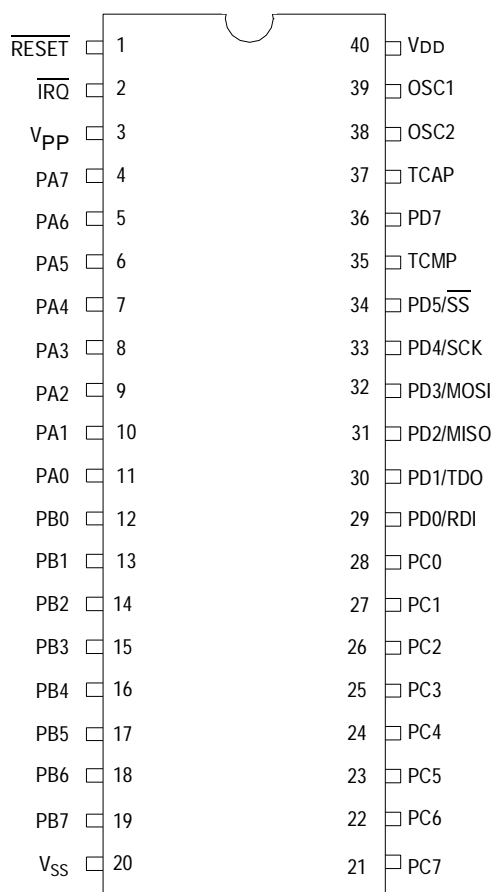 RESET 1 40 VDD
IRQ 2 39 OSC1
VPP 3 38 OSC2
PA7 4 37 TCAP
PA6 5 36 PD7
PA5 6 35 TCMP
PA4 7 34 PD5/SS
PA3 8 33 PD4/SCK
PA2 9 32 PD3/MOSI
PA1 10 31 PD2/MISO
PA0 11 30 PD1/TDO
PB0 12 29 PD0/RDI
PB1 13 28 PC0
PB2 14 27 PC1
PB3 15 26 PC2
PB4 16 25 PC3
PB5 17 24 PC4
PB6 18 23 PC5
PB7 19 22 PC6
VSS 20 21 PC7